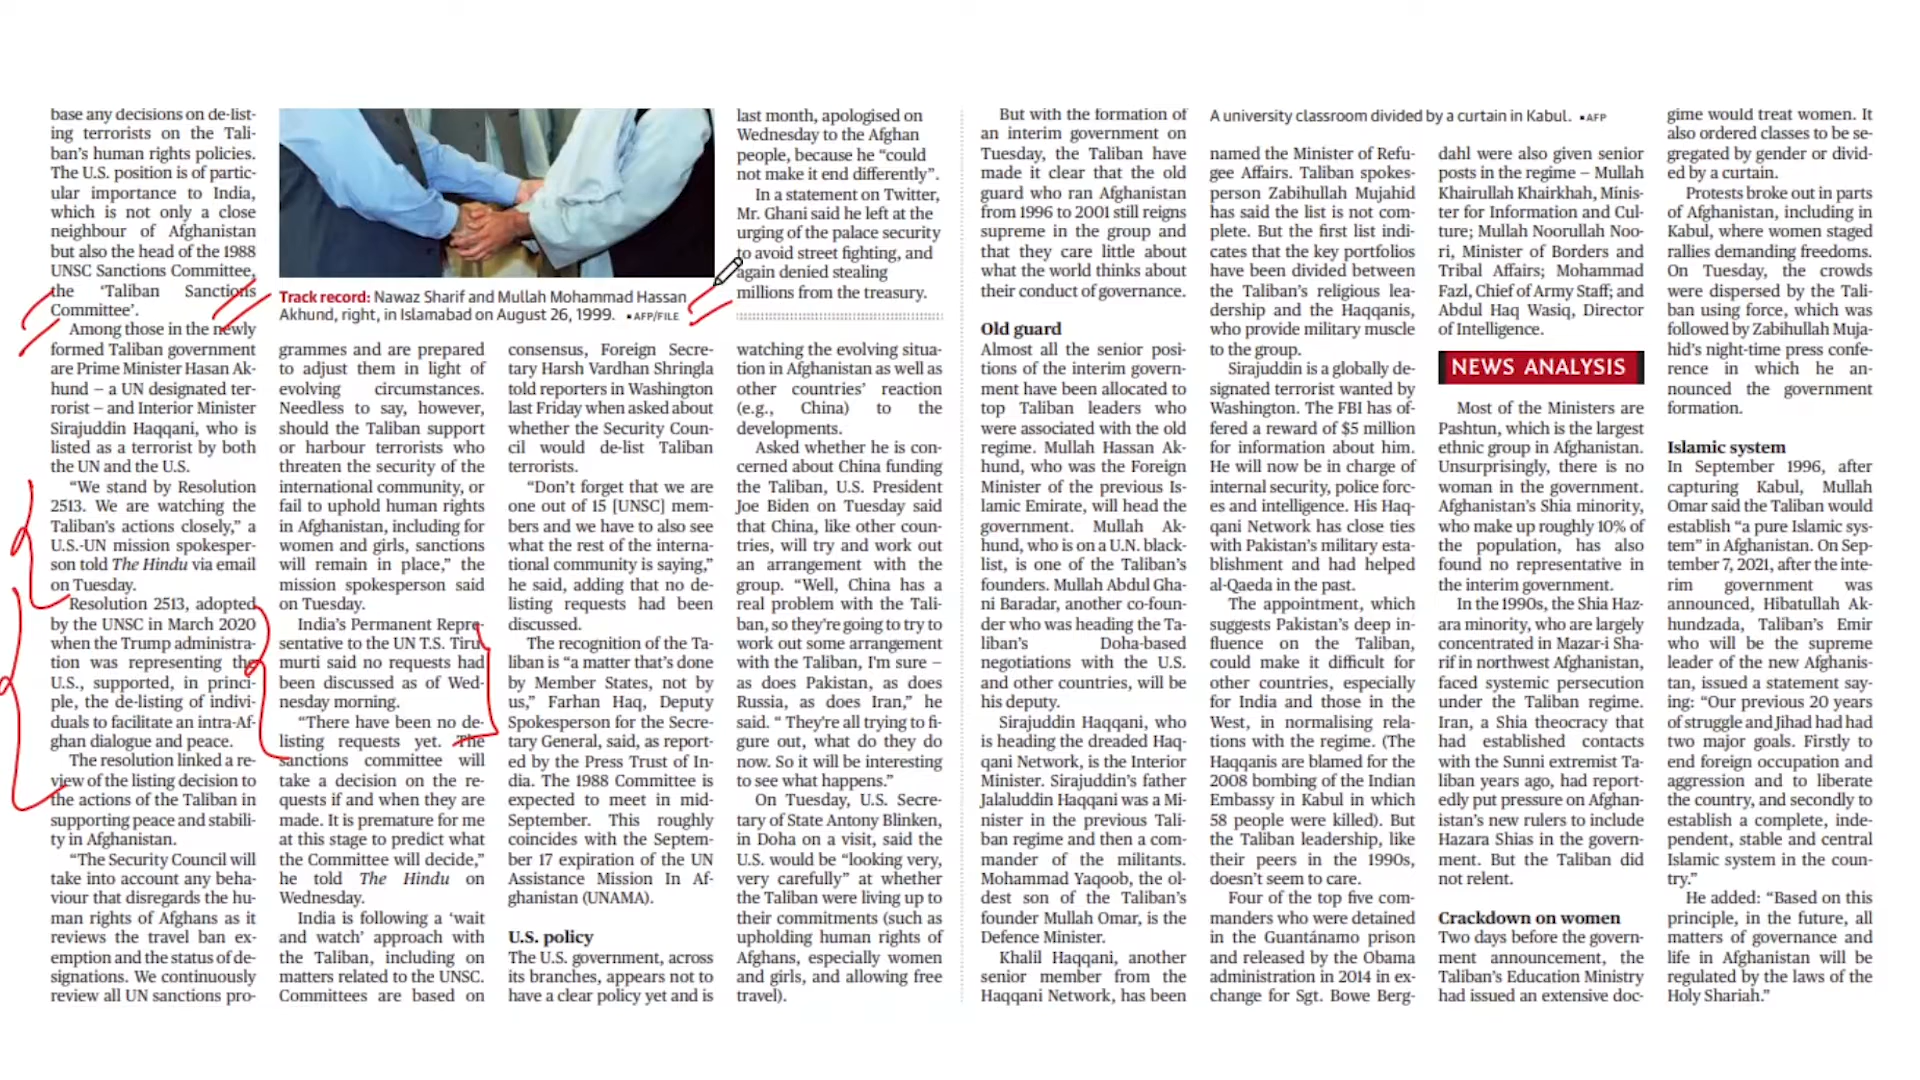 base any decisions on de-list-
ing terrorists on the Tali-
ban's human rights policies.
The U.S. position is of partic-
ular importance to India,
which is not only a close
neighbour of Afghanistan
but also the head of the 1988
UNSC Sanctions Committee,
the 'Taliban Sanctions
Committee'.
Among those in the newly
formed Taliban government
are Prime Minister Hasan Ak-
hund – a UN designated ter-
rorist – and Interior Minister
Sirajuddin Haqqani, who is
listed as a terrorist by both
the UN and the U.S.
“We stand by Resolution
2513. We are watching the
Taliban's actions closely,” a
U.S.-UN mission spokesper-
son told The Hindu via email
on Tuesday.
Resolution 2513, adopted
by the UNSC in March 2020
when the Trump administra-
tion was representing the
U.S., supported, in princi-
ple, the de-listing of indivi-
duals to facilitate an intra-Af-
ghan dialogue and peace.
The resolution linked a re-
view of the listing decision to
the actions of the Taliban in
supporting peace and stabili-
ty in Afghanistan.
“The Security Council will
take into account any beha-
viour that disregards the hu-
man rights of Afghans as it
reviews the travel ban ex-
emption and the status of de-
signations. We continuously
review all UN sanctions pro-
Track record: Nawaz Sharif and Mullah Mohammad Hassan
Akhund, right, in Islamabad on August 26, 1999. ▪AFP/FILE
grammes and are prepared
to adjust them in light of
evolving circumstances.
Needless to say, however,
should the Taliban support
or harbour terrorists who
threaten the security of the
international community, or
fail to uphold human rights
in Afghanistan, including for
women and girls, sanctions
will remain in place,” the
mission spokesperson said
on Tuesday.
India's Permanent Repre-
sentative to the UN T.S. Tiru
murti said no requests had
been discussed as of Wed-
nesday morning.
“There have been no de-
listing requests yet. The
sanctions committee will
take a decision on the re-
quests if and when they are
made. It is premature for me
at this stage to predict what
the Committee will decide,”
he told The Hindu on
Wednesday.
India is following a 'wait
and watch' approach with
the Taliban, including on
matters related to the UNSC.
Committees are based on
consensus, Foreign Secre-
tary Harsh Vardhan Shringla
told reporters in Washington
last Friday when asked about
whether the Security Coun-
cil would de-list Taliban
terrorists.
“Don't forget that we are
one out of 15 [UNSC] mem-
bers and we have to also see
what the rest of the interna-
tional community is saying,”
he said, adding that no de-
listing requests had been
discussed.
The recognition of the Ta-
liban is “a matter that's done
by Member States, not by
us,” Farhan Haq, Deputy
Spokesperson for the Secre-
tary General, said, as report-
ed by the Press Trust of In-
dia. The 1988 Committee is
expected to meet in mid-
September. This roughly
coincides with the Septem-
ber 17 expiration of the UN
Assistance Mission In Af-
ghanistan (UNAMA).
U.S. policy
The U.S. government, across
its branches, appears not to
have a clear policy yet and is
last month, apologised on
Wednesday to the Afghan
people, because he “could
not make it end differently”.
In a statement on Twitter,
Mr. Ghani said he left at the
urging of the palace security
to avoid street fighting, and
again denied stealing
millions from the treasury.
watching the evolving situa-
tion in Afghanistan as well as
other countries' reaction
(e.g., China) to the
developments.
Asked whether he is con-
cerned about China funding
the Taliban, U.S. President
Joe Biden on Tuesday said
that China, like other coun-
tries, will try and work out
an arrangement with the
group. “Well, China has a
real problem with the Tali-
ban, so they're going to try to
work out some arrangement
with the Taliban, I'm sure –
as does Pakistan, as does
Russia, as does Iran,” he
said. “ They're all trying to fi-
gure out, what do they do
now. So it will be interesting
to see what happens.”
On Tuesday, U.S. Secre-
tary of State Antony Blinken,
in Doha on a visit, said the
U.S. would be “looking very,
very carefully” at whether
the Taliban were living up to
their commitments (such as
upholding human rights of
Afghans, especially women
and girls, and allowing free
travel).
But with the formation of
an interim government on
Tuesday, the Taliban have
made it clear that the old
guard who ran Afghanistan
from 1996 to 2001 still reigns
supreme in the group and
that they care little about
what the world thinks about
their conduct of governance.
Old guard
Almost all the senior posi-
tions of the interim govern-
ment have been allocated to
top Taliban leaders who
were associated with the old
regime. Mullah Hassan Ak-
hund, who was the Foreign
Minister of the previous Is-
lamic Emirate, will head the
government. Mullah Ak-
hund, who is on a U.N. black-
list, is one of the Taliban's
founders. Mullah Abdul Gha-
ni Baradar, another co-foun-
der who was heading the Ta-
liban's Doha-based
negotiations with the U.S.
and other countries, will be
his deputy.
Sirajuddin Haqqani, who
is heading the dreaded Haq-
qani Network, is the Interior
Minister. Sirajuddin's father
Jalaluddin Haqqani was a Mi-
nister in the previous Tali-
ban regime and then a com-
mander of the militants.
Mohammad Yaqoob, the ol-
dest son of the Taliban's
founder Mullah Omar, is the
Defence Minister.
Khalil Haqqani, another
senior member from the
Haqqani Network, has been
A university classroom divided by a curtain in Kabul. ▪AFP
named the Minister of Refu-
gee Affairs. Taliban spokes-
person Zabihullah Mujahid
has said the list is not com-
plete. But the first list indi-
cates that the key portfolios
have been divided between
the Taliban's religious lea-
dership and the Haqqanis,
who provide military muscle
to the group.
Sirajuddin is a globally de-
signated terrorist wanted by
Washington. The FBI has of-
fered a reward of $5 million
for information about him.
He will now be in charge of
internal security, police forc-
es and intelligence. His Haq-
qani Network has close ties
with Pakistan's military esta-
blishment and had helped
al-Qaeda in the past.
The appointment, which
suggests Pakistan's deep in-
fluence on the Taliban,
could make it difficult for
other countries, especially
for India and those in the
West, in normalising rela-
tions with the regime. (The
Haqqanis are blamed for the
2008 bombing of the Indian
Embassy in Kabul in which
58 people were killed). But
the Taliban leadership, like
their peers in the 1990s,
doesn't seem to care.
Four of the top five com-
manders who were detained
in the Guantánamo prison
and released by the Obama
administration in 2014 in ex-
change for Sgt. Bowe Berg-
dahl were also given senior
posts in the regime – Mullah
Khairullah Khairkhah, Minis-
ter for Information and Cul-
ture; Mullah Noorullah Noo-
ri, Minister of Borders and
Tribal Affairs; Mohammad
Fazl, Chief of Army Staff; and
Abdul Haq Wasiq, Director
of Intelligence.
NEWS ANALYSIS
Most of the Ministers are
Pashtun, which is the largest
ethnic group in Afghanistan.
Unsurprisingly, there is no
woman in the government.
Afghanistan's Shia minority,
who make up roughly 10% of
the population, has also
found no representative in
the interim government.
In the 1990s, the Shia Haz-
ara minority, who are largely
concentrated in Mazar-i Sha-
rif in northwest Afghanistan,
faced systemic persecution
under the Taliban regime.
Iran, a Shia theocracy that
had established contacts
with the Sunni extremist Ta-
liban years ago, had report-
edly put pressure on Afghan-
istan's new rulers to include
Hazara Shias in the govern-
ment. But the Taliban did
not relent.
Crackdown on women
Two days before the govern-
ment announcement, the
Taliban's Education Ministry
had issued an extensive doc-
gime would treat women. It
also ordered classes to be se-
gregated by gender or divid-
ed by a curtain.
Protests broke out in parts
of Afghanistan, including in
Kabul, where women staged
rallies demanding freedoms.
On Tuesday, the crowds
were dispersed by the Tali-
ban using force, which was
followed by Zabihullah Muja-
hid's night-time press confe-
rence in which he an-
nounced the government
formation.
Islamic system
In September 1996, after
capturing Kabul, Mullah
Omar said the Taliban would
establish “a pure Islamic sys-
tem” in Afghanistan. On Sep-
tember 7, 2021, after the inte-
rim government was
announced, Hibatullah Ak-
hundzada, Taliban's Emir
who will be the supreme
leader of the new Afghanis-
tan, issued a statement say-
ing: “Our previous 20 years
of struggle and Jihad had had
two major goals. Firstly to
end foreign occupation and
aggression and to liberate
the country, and secondly to
establish a complete, inde-
pendent, stable and central
Islamic system in the coun-
try.”
He added: “Based on this
principle, in the future, all
matters of governance and
life in Afghanistan will be
regulated by the laws of the
Holy Shariah.”